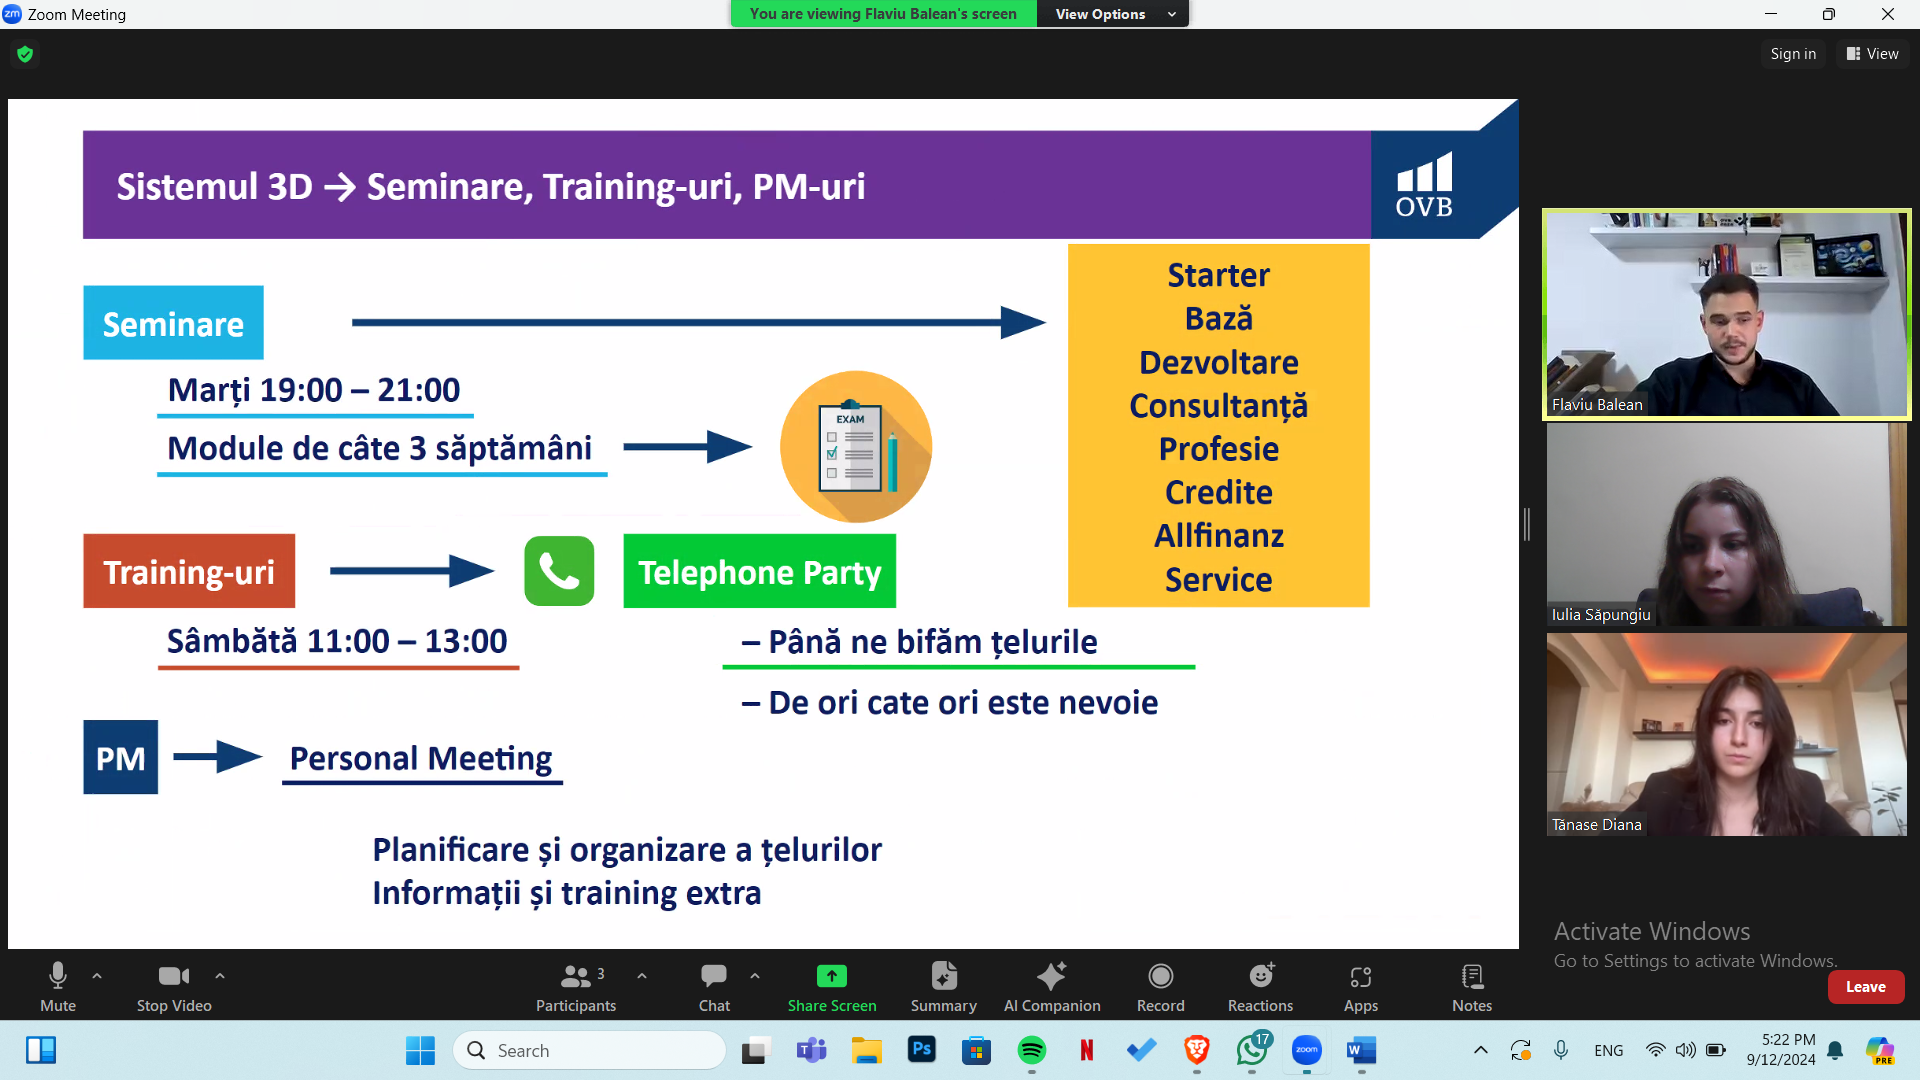 Zoom Meeting
You are viewing Flaviu Balean's screen
View Options
Sign in
View
Sistemul 3D → Seminare, Training-uri, PM-uri
OVB
Seminare
Marți 19:00 – 21:00
Module de câte 3 săptămâni
EXAM
Starter
Bază
Dezvoltare
Consultanță
Profesie
Credite
Allfinanz
Service
Training-uri
Telephone Party
Sâmbătă 11:00 – 13:00
– Până ne bifăm țelurile
– De ori cate ori este nevoie
PM
Personal Meeting
Planificare și organizare a țelurilor
Informații și training extra
Flaviu Balean
Iulia Săpungiu
Tănase Diana
Activate Windows
Go to Settings to activate Windows.
Mute
Stop Video
Participants
3
Chat
Share Screen
Summary
AI Companion
Record
Reactions
Apps
Notes
Leave
Search
Ps
N
17
zoom
W
ENG
5:22 PM
9/12/2024
PRE